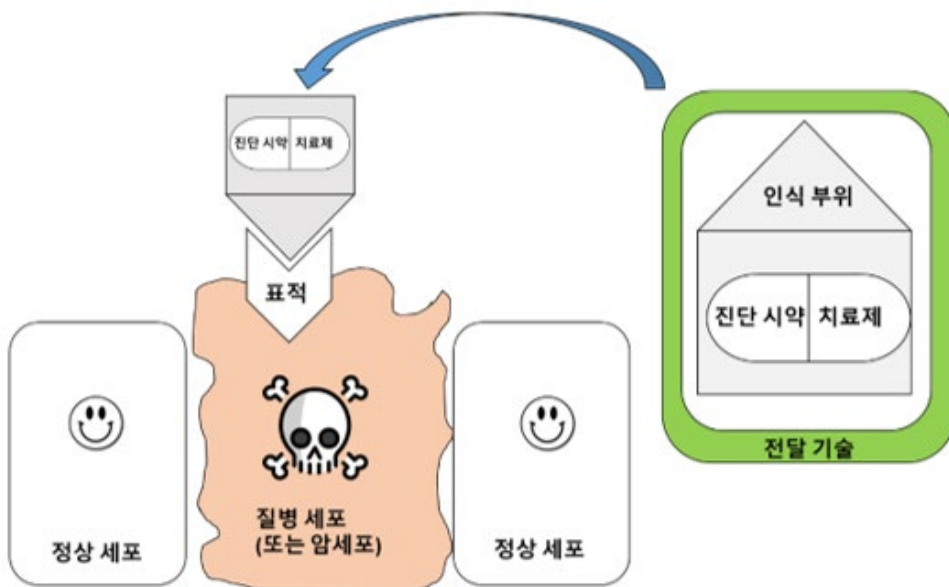 진단 시약 치료제
인식 부위
표적
진단 시약 치료제
전달 기술
질병 세포
(또는 암세포)
정상 세포
정상 세포